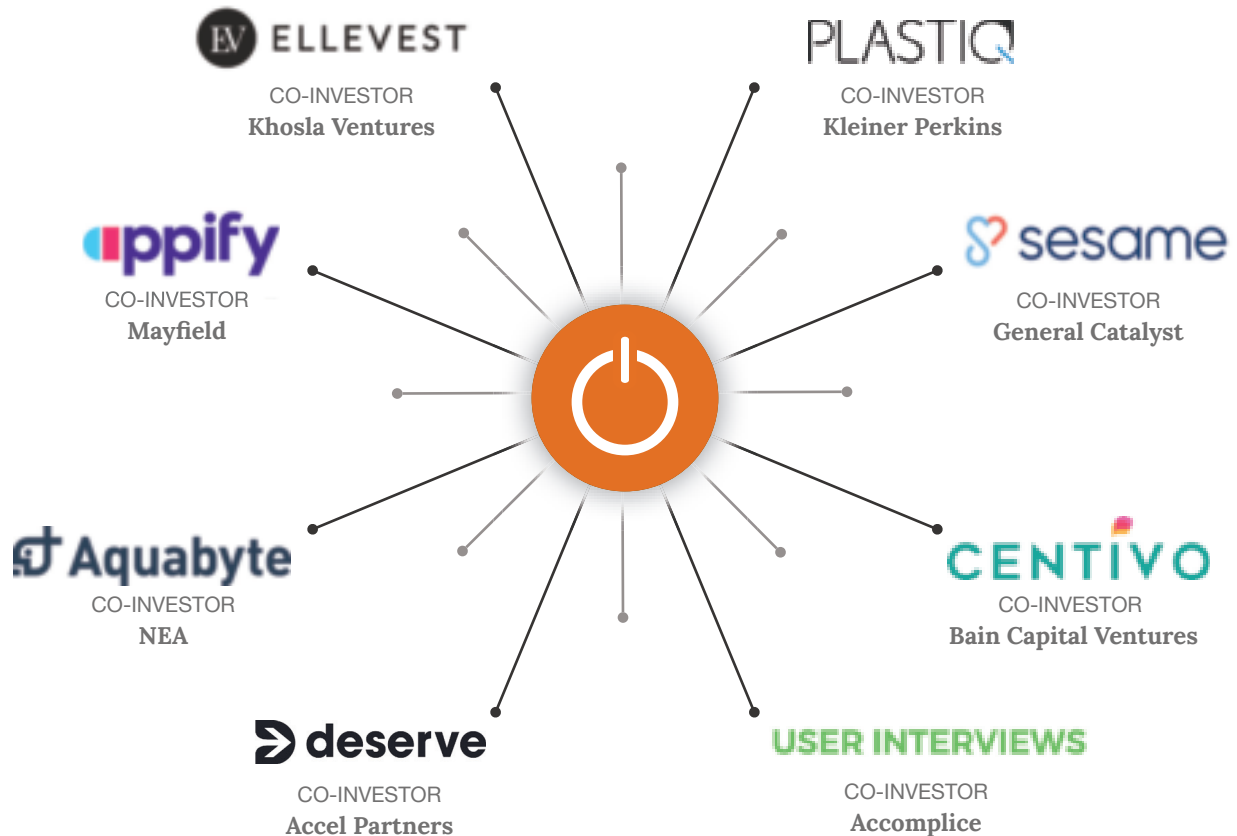 EV ELLEVEST
CO-INVESTOR
Khosla Ventures
PLASTIQ
CO-INVESTOR
Kleiner Perkins
appify
CO-INVESTOR
Mayfield
sesame
CO-INVESTOR
General Catalyst
Aquabyte
CO-INVESTOR
NEA
CENTIVO
CO-INVESTOR
Bain Capital Ventures
deserve
CO-INVESTOR
Accel Partners
USER INTERVIEWS
CO-INVESTOR
Accomplice